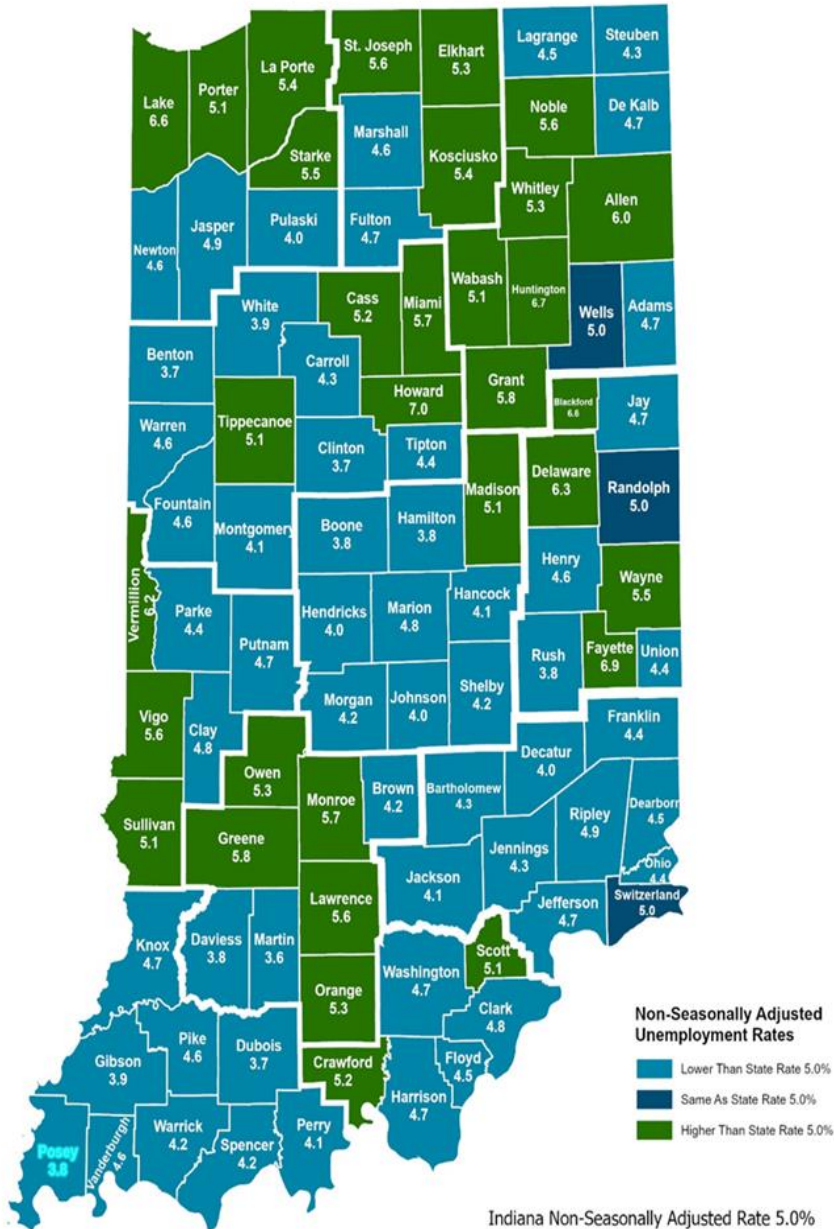 Lagrange
4.5
Steuben
4.3
St. Joseph
5.6
Elkhart
5.3
La Porte
5.4
Porter
5.1
Lake
6.6
Noble
5.6
De Kalb
4.7
Marshall
4.6
Starke
5.5
Kosciusko
5.4
Whitley
5.3
Allen
6.0
Newton
4.6
Jasper
4.9
Pulaski
4.0
Fulton
4.7
Wabash
5.1
Huntington
6.7
Wells
5.0
Adams
4.7
White
3.9
Cass
5.2
Miami
5.7
Benton
3.7
Carroll
4.3
Grant
5.8
Howard
7.0
Blackford
6.6
Jay
4.7
Warren
4.6
Tippecanoe
5.1
Clinton
3.7
Tipton
4.4
Madison
5.1
Delaware
6.3
Randolph
5.0
Fountain
4.6
Montgomery
4.1
Boone
3.8
Hamilton
3.8
Henry
4.6
Wayne
5.5
Vermillion
6.2
Parke
4.4
Putnam
4.7
Hendricks
4.0
Marion
4.8
Hancock
4.1
Rush
3.8
Fayette
6.9
Union
4.4
Morgan
4.2
Johnson
4.0
Shelby
4.2
Vigo
5.6
Clay
4.8
Owen
5.3
Franklin
4.4
Decatur
4.0
Monroe
5.7
Brown
4.2
Bartholomew
4.3
Dearborn
4.5
Ripley
4.9
Sullivan
5.1
Greene
5.8
Jennings
4.3
Ohio
4.4
Jackson
4.1
Switzerland
5.0
Jefferson
4.7
Lawrence
5.6
Knox
4.7
Daviess
3.8
Martin
3.6
Scott
5.1
Washington
4.7
Orange
5.3
Clark
4.8
Pike
4.6
Dubois
3.7
Gibson
3.9
Crawford
5.2
Floyd
4.5
Harrison
4.7
Posey
3.8
Vanderburgh
4.6
Warrick
4.2
Spencer
4.2
Perry
4.1
Non-Seasonally Adjusted
Unemployment Rates
Lower Than State Rate 5.0%
Same As State Rate 5.0%
Higher Than State Rate 5.0%
Indiana Non-Seasonally Adjusted Rate 5.0%